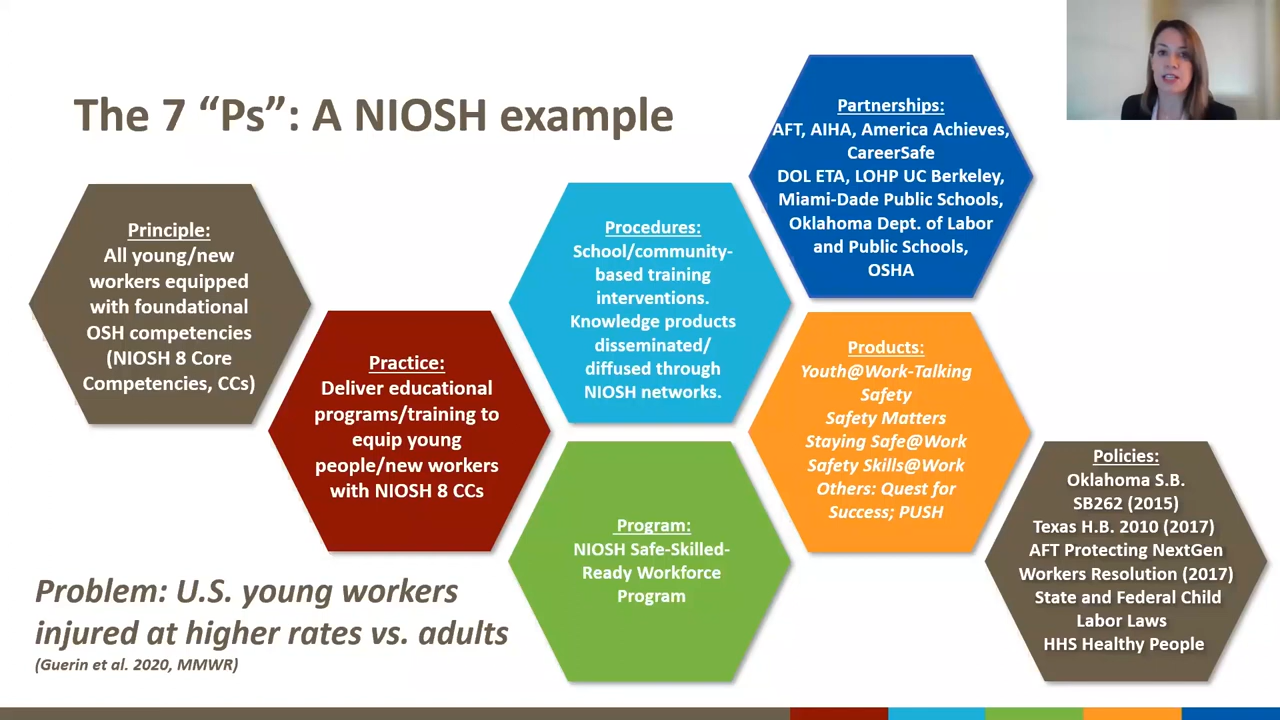 The 7 “Ps”: A NIOSH example
Principle:
All young/new
workers equipped
with foundational
OSH competencies
(NIOSH 8 Core
Competencies, CCs)
Practice:
Deliver educational
programs/training to
equip young
people/new workers
with NIOSH 8 CCs
Procedures:
School/community-
based training
interventions.
Knowledge products
disseminated/
diffused through
NIOSH networks.
Program:
NIOSH Safe-Skilled-
Ready Workforce
Program
Partnerships:
AFT, AIHA, America Achieves,
CareerSafe
DOL ETA, LOHP UC Berkeley,
Miami-Dade Public Schools,
Oklahoma Dept. of Labor
and Public Schools,
OSHA
Products:
Youth@Work-Talking
Safety
Safety Matters
Staying Safe@Work
Safety Skills@Work
Others: Quest for
Success; PUSH
Policies:
Oklahoma S.B.
SB262 (2015)
Texas H.B. 2010 (2017)
AFT Protecting NextGen
Workers Resolution (2017)
State and Federal Child
Labor Laws
HHS Healthy People
Problem: U.S. young workers
injured at higher rates vs. adults
(Guerin et al. 2020, MMWR)